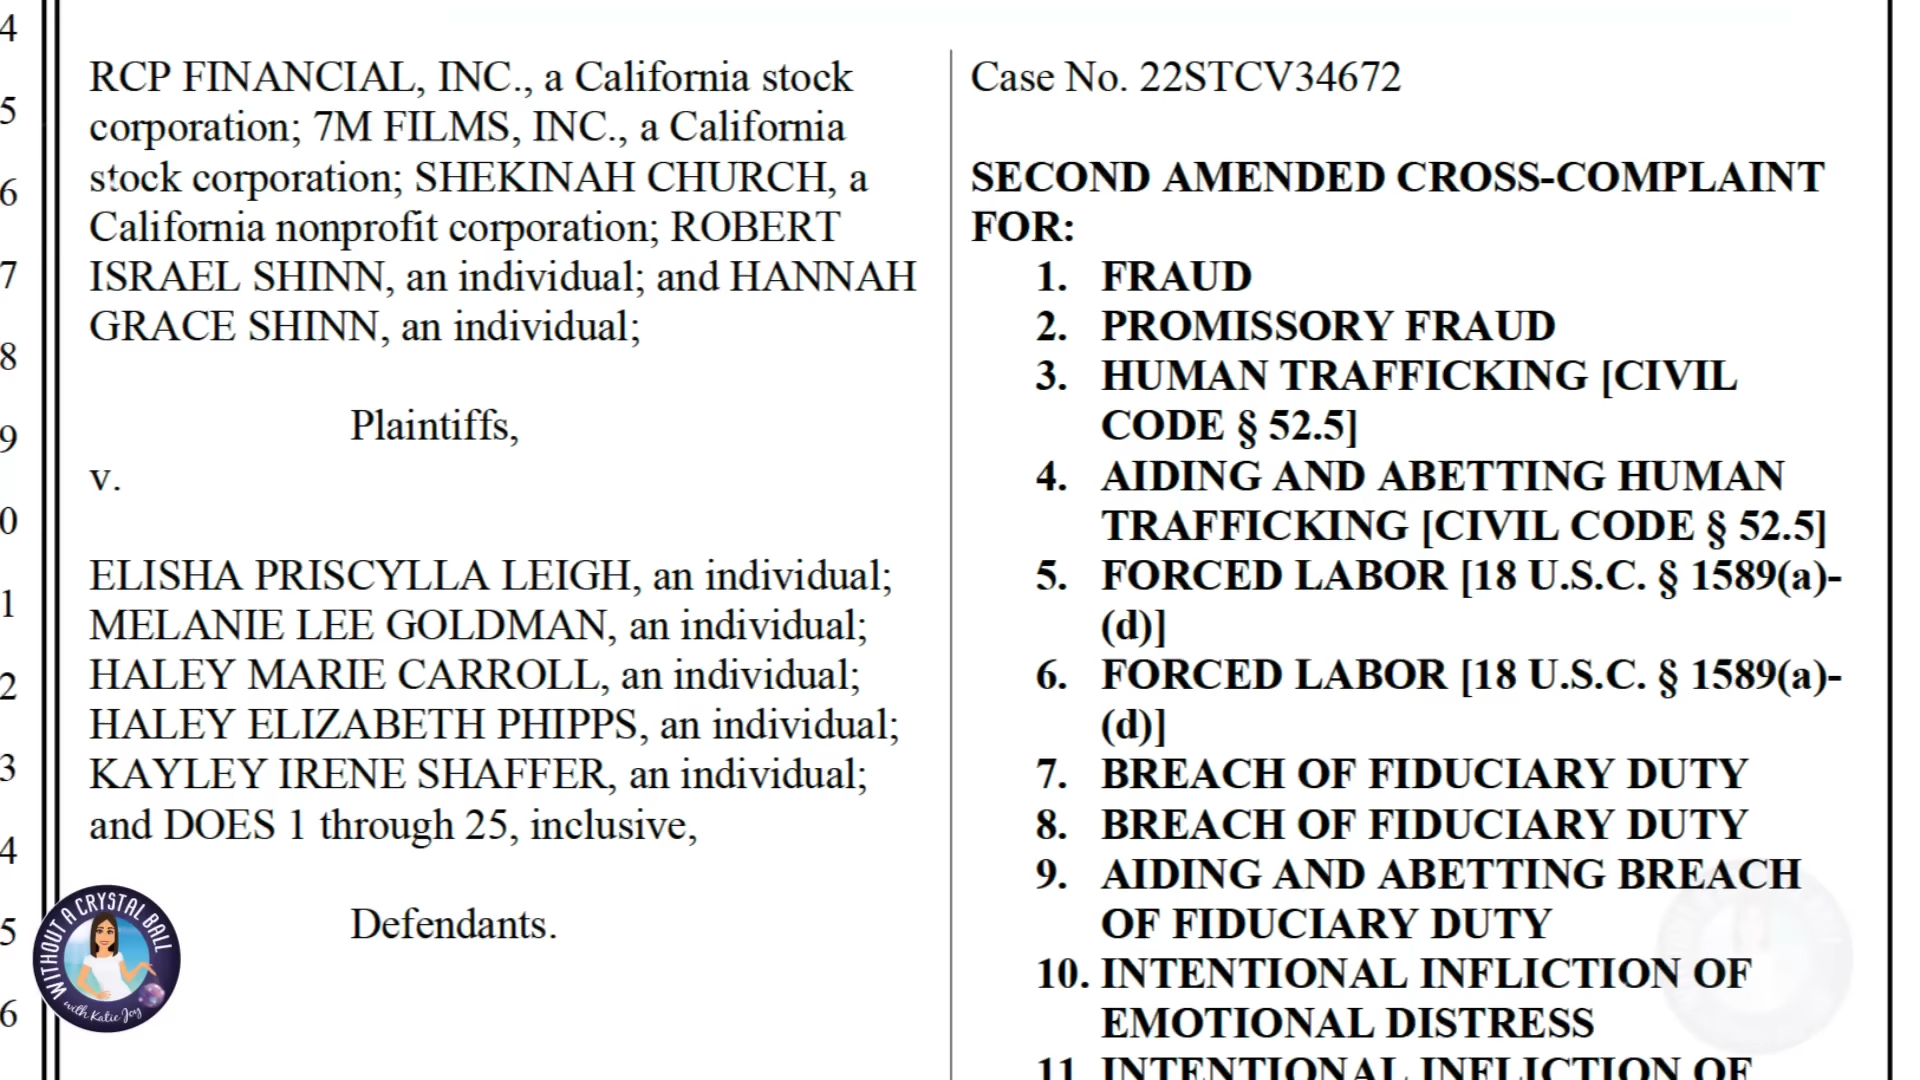 4
5
6
7
8
9
0
1
2
3
4
5
6
RCP FINANCIAL, INC., a California stock
corporation; 7M FILMS, INC., a California
stock corporation; SHEKINAH CHURCH, a
California nonprofit corporation; ROBERT
ISRAEL SHINN, an individual; and HANNAH
GRACE SHINN, an individual;
Plaintiffs,
v.
ELISHA PRISCYLLA LEIGH, an individual;
MELANIE LEE GOLDMAN, an individual;
HALEY MARIE CARROLL, an individual;
HALEY ELIZABETH PHIPPS, an individual;
KAYLEY IRENE SHAFFER, an individual;
and DOES 1 through 25, inclusive,
Defendants.
Case No. 22STCV34672
SECOND AMENDED CROSS-COMPLAINT
FOR:
1. FRAUD
2. PROMISSORY FRAUD
3. HUMAN TRAFFICKING [CIVIL
CODE § 52.5]
4. AIDING AND ABETTING HUMAN
TRAFFICKING [CIVIL CODE § 52.5]
5. FORCED LABOR [18 U.S.C. § 1589(a)-
(d)]
6. FORCED LABOR [18 U.S.C. § 1589(a)-
(d)]
7. BREACH OF FIDUCIARY DUTY
8. BREACH OF FIDUCIARY DUTY
9. AIDING AND ABETTING BREACH
OF FIDUCIARY DUTY
10. INTENTIONAL INFLICTION OF
EMOTIONAL DISTRESS
11. INTENTIONAL INFLICTION OF
WITHOUT A CRYSTAL BALL
with Katie Joy